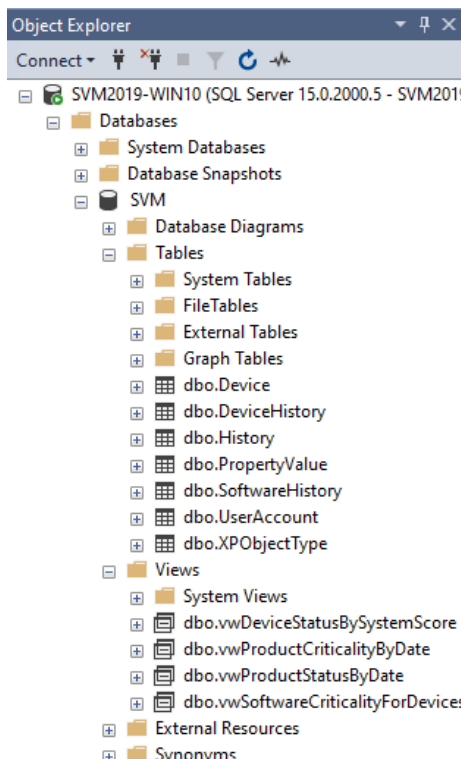 Object Explorer
Connect
SVM2019-WIN10 (SQL Server 15.0.2000.5 - SVM2019
Databases
System Databases
Database Snapshots
SVM
Database Diagrams
Tables
System Tables
FileTables
External Tables
Graph Tables
dbo.Device
dbo.DeviceHistory
dbo.History
dbo.PropertyValue
dbo.SoftwareHistory
dbo.UserAccount
dbo.XPObjectType
Views
System Views
dbo.vwDeviceStatusBySystemScore
dbo.vwProductCriticalityByDate
dbo.vwProductStatusByDate
dbo.vwSoftwareCriticalityForDevices
External Resources
Synonyms